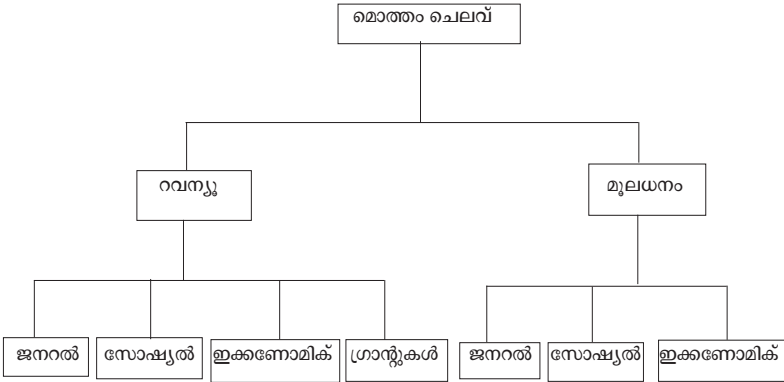 മൊത്തം ചെലവ്
റവന്യൂ
മൂലധനം
ജനറൽ
സോഷ്യൽ
ഇക്കണോമിക്
ഗ്രാന്റുകൾ
ജനറൽ
സോഷ്യൽ
ഇക്കണോമിക്